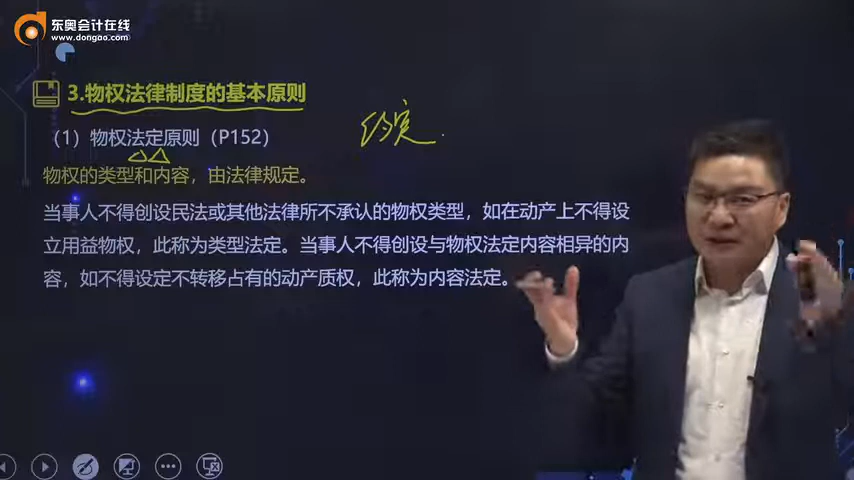 东奥会计在线
www.dongao.com
3.物权法律制度的基本原则
（1）物权法定原则（P152）
约定.
物权的类型和内容，由法律规定。
当事人不得创设民法或其他法律所不承认的物权类型，如在动产上不得设
立用益物权，此称为类型法定。当事人不得创设与物权法定内容相异的内
容，如不得设定不转移占有的动产质权，此称为内容法定。